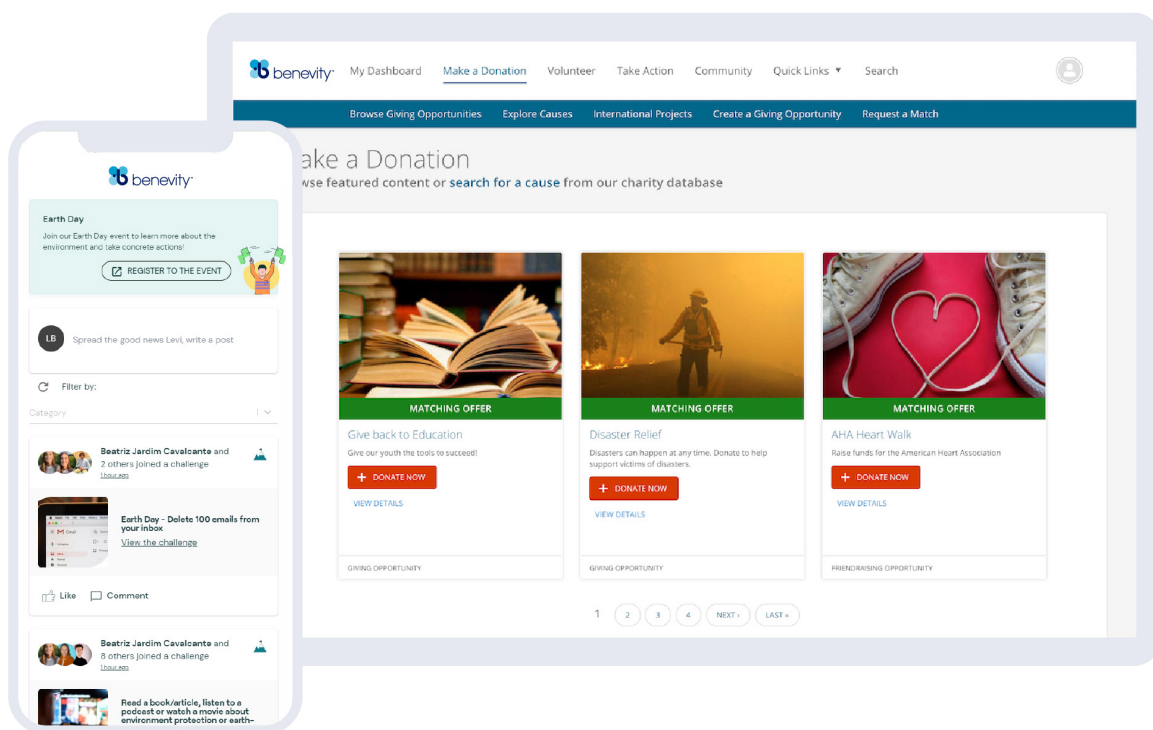 benevity
My Dashboard
Make a Donation
Volunteer
Take Action
Community
Quick Links ▼
Search
Browse Giving Opportunities
Explore Causes
International Projects
Create a Giving Opportunity
Request a Match
ake a Donation
wse featured content or search for a cause from our charity database
MATCHING OFFER
Give back to Education
Give our youth the tools to succeed!
+ DONATE NOW
VIEW DETAILS
GIVING OPPORTUNITY
MATCHING OFFER
Disaster Relief
Disasters can happen at any time. Donate to help
support victims of disasters.
+ DONATE NOW
VIEW DETAILS
GIVING OPPORTUNITY
MATCHING OFFER
AHA Heart Walk
Raise funds for the American Heart Association
+ DONATE NOW
VIEW DETAILS
FRIENDRAISING OPPORTUNITY
1 2 3 4 NEXT › LAST »
benevity
Earth Day
Join our Earth Day event to learn more about the
environment and take concrete actions!
REGISTER TO THE EVENT
LB
Spread the good news Levi, write a post
Filter by:
Category
Beatriz Jardim Cavalcante and
2 others joined a challenge
1 hour ago
Gmail
Earth Day - Delete 100 emails from
your inbox
View the challenge
Like
Comment
Beatriz Jardim Cavalcante and
8 others joined a challenge
1 hour ago
Read a book/article, listen to a
podcast or watch a movie about
environment protection or earth-